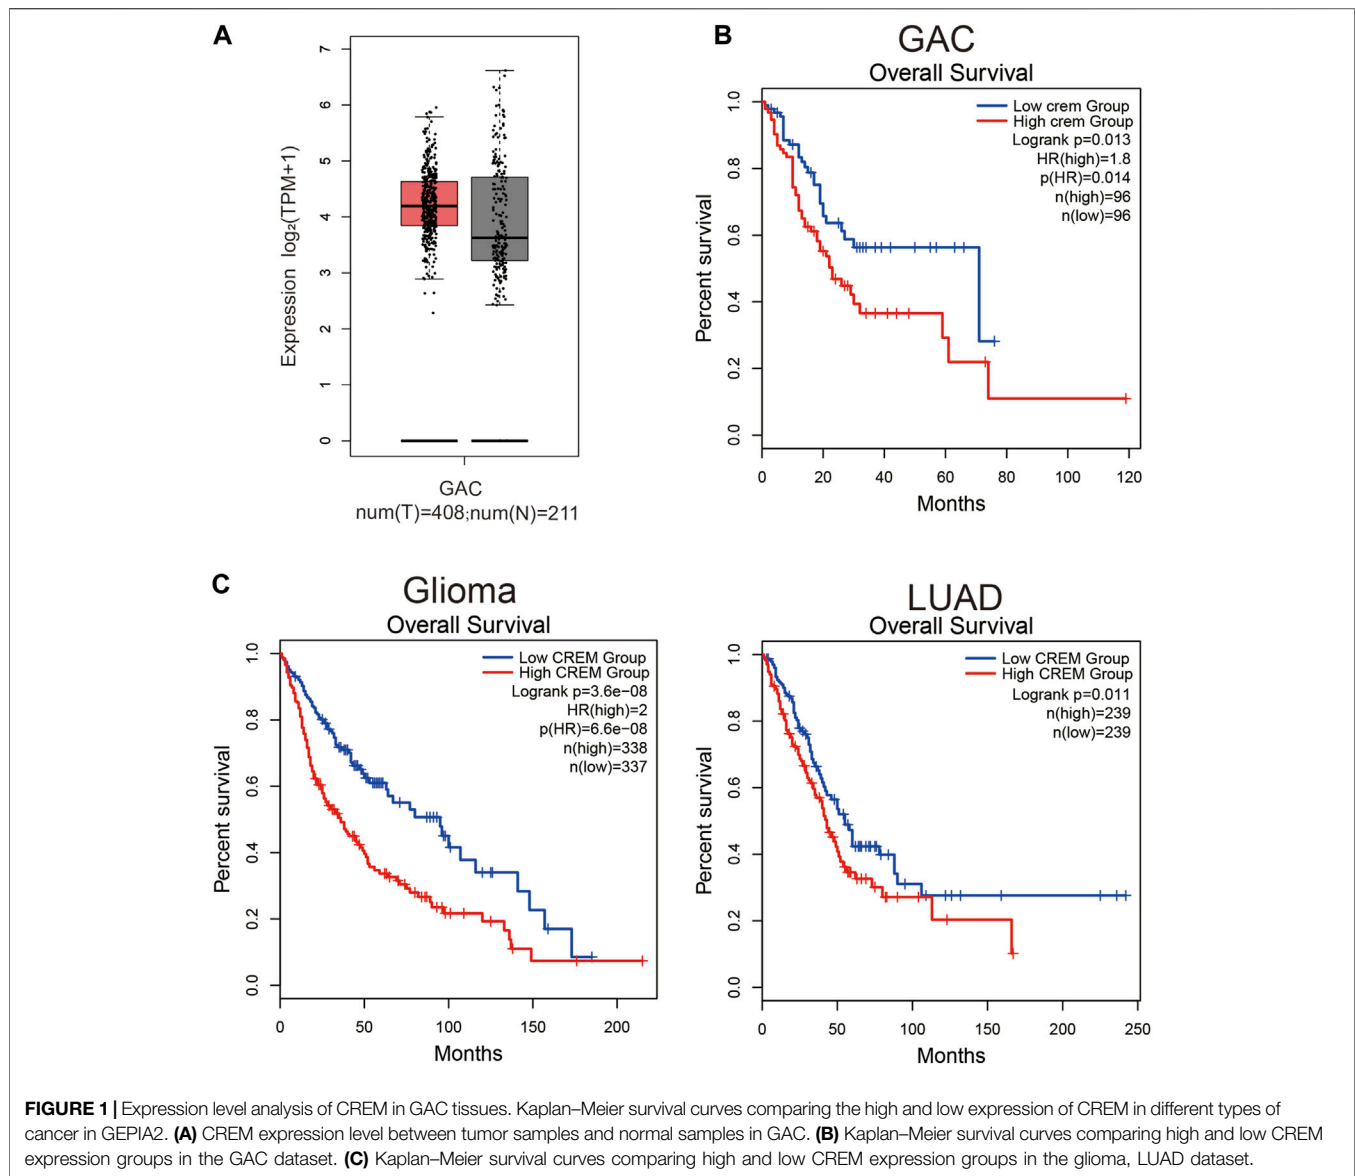 A
7
6
5
4
3
2
1
0
Expression log₂(TPM+1)
GAC
num(T)=408;num(N)=211
B
GAC
Overall Survival
Low crem Group
High crem Group
Logrank p=0.013
HR(high)=1.8
p(HR)=0.014
n(high)=96
n(low)=96
1.0
0.8
0.6
0.4
0.2
0.0
Percent survival
0 20 40 60 80 100 120
Months
C
Glioma
Overall Survival
Low CREM Group
High CREM Group
Logrank p=3.6e−08
HR(high)=2
p(HR)=6.6e−08
n(high)=338
n(low)=337
1.0
0.8
0.6
0.4
0.2
0.0
Percent survival
0 50 100 150 200
Months
LUAD
Overall Survival
Low CREM Group
High CREM Group
Logrank p=0.011
n(high)=239
n(low)=239
1.0
0.8
0.6
0.4
0.2
0.0
Percent survival
0 50 100 150 200 250
Months
FIGURE 1 | Expression level analysis of CREM in GAC tissues. Kaplan–Meier survival curves comparing the high and low expression of CREM in different types of
cancer in GEPIA2. (A) CREM expression level between tumor samples and normal samples in GAC. (B) Kaplan–Meier survival curves comparing high and low CREM
expression groups in the GAC dataset. (C) Kaplan–Meier survival curves comparing high and low CREM expression groups in the glioma, LUAD dataset.